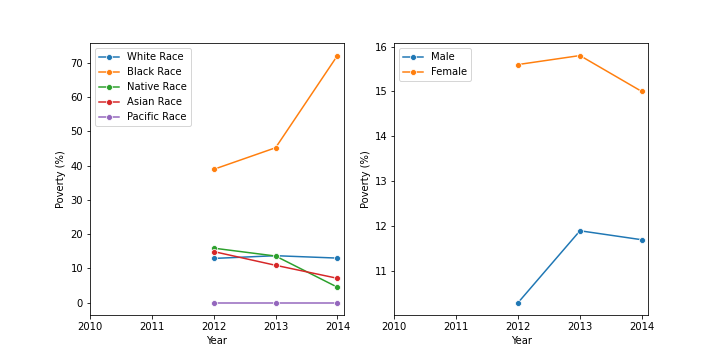 White Race
Black Race
Native Race
Asian Race
Pacific Race
70
60
50
40
30
20
10
0
Poverty (%)
2010 2011 2012 2013 2014
Year
Male
Female
16
15
14
13
12
11
Poverty (%)
2010 2011 2012 2013 2014
Year